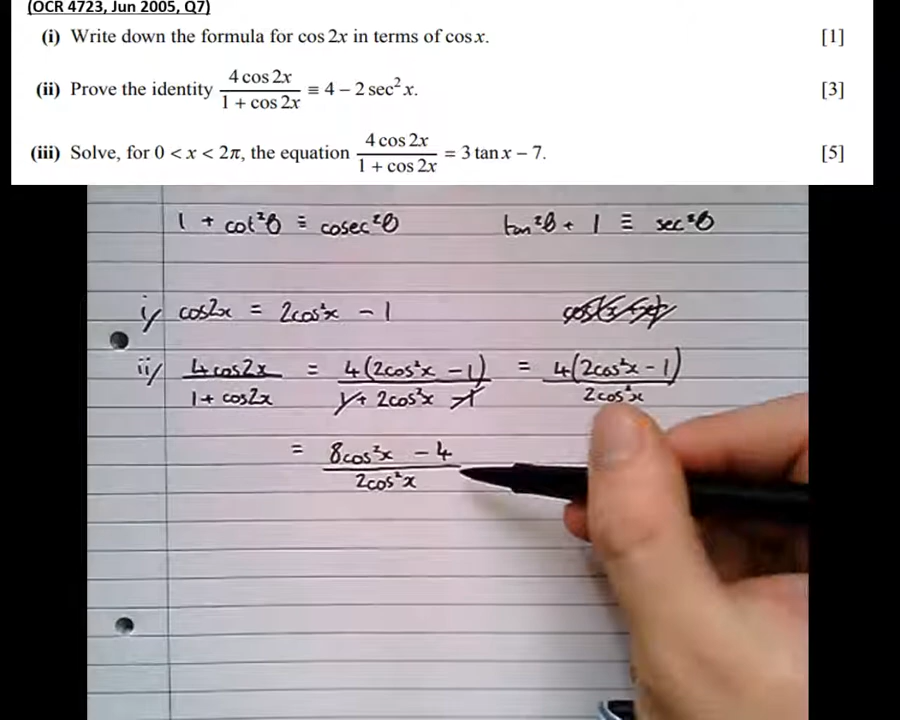 (OCR 4723, Jun 2005, Q7)
(i) Write down the formula for cos 2x in terms of cos x. [1]
(ii) Prove the identity (4 cos 2x)/(1 + cos 2x) ≡ 4 − 2 sec² x. [3]
(iii) Solve, for 0 < x < 2π, the equation (4 cos 2x)/(1 + cos 2x) = 3 tan x − 7. [5]
1 + cot²θ ≡ cosec²θ    tan²θ + 1 ≡ sec²θ
i/ cos2x = 2cos²x − 1
ii/ (4cos2x)/(1 + cos2x) = (4(2cos²x − 1))/(1 + 2cos²x − 1) = (4(2cos²x − 1))/(2cos²x)
= (8cos²x − 4)/(2cos²x)